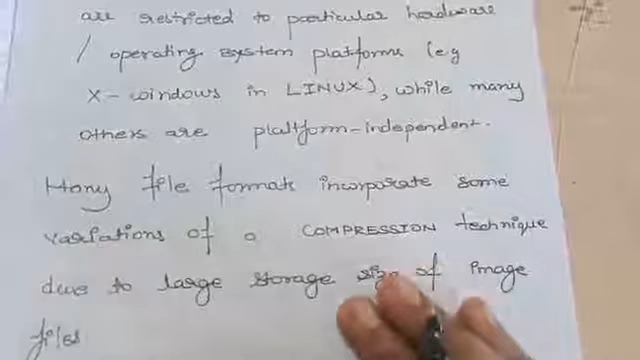 are restricted to particular hardware
/ operating system platforms (e.g
X-windows in LINUX), while many
others are platform-independent.
Many file formats incorporate some
variations of a COMPRESSION technique
due to large storage size of image
files